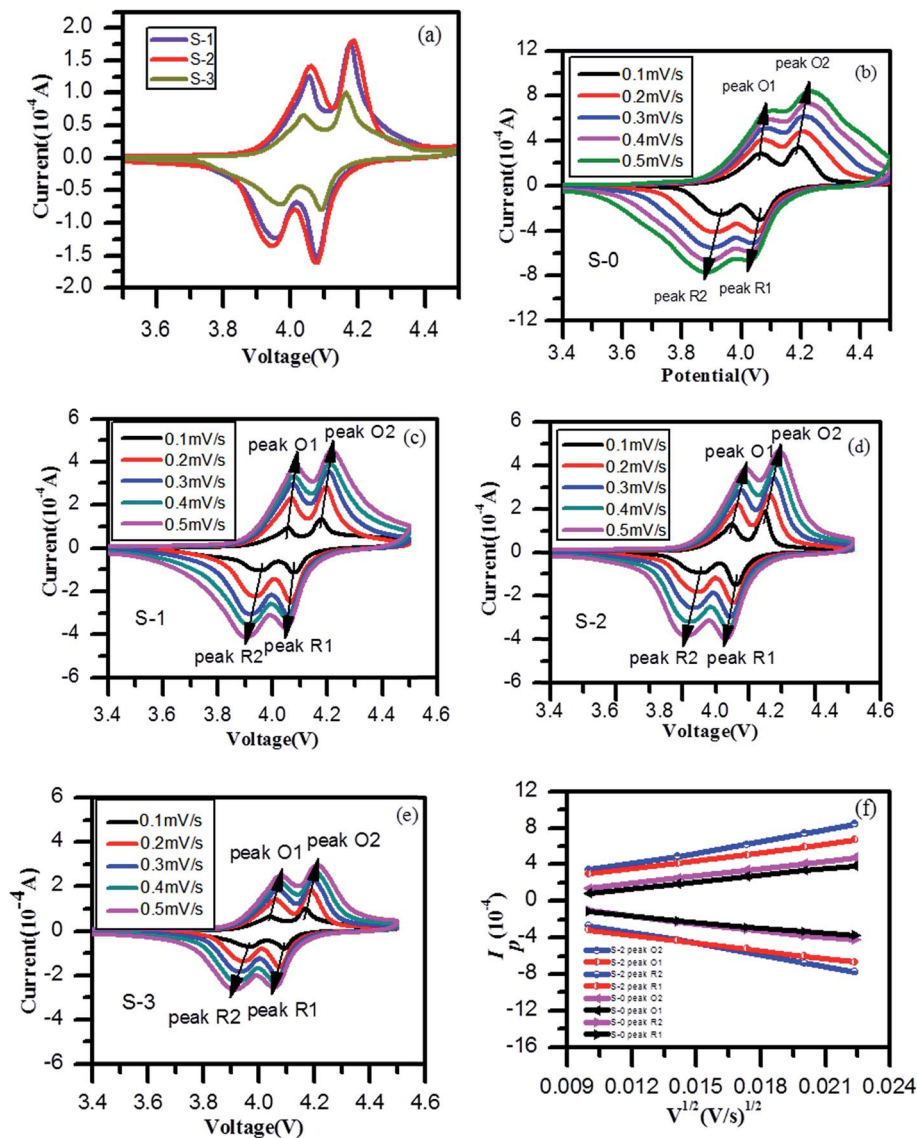 (a)
S-1
S-2
S-3
2.0
1.5
1.0
0.5
0.0
-0.5
-1.0
-1.5
2.0
Current(10⁻⁴ A)
3.6 3.8 4.0 4.2 4.4
Voltage(V)
(b)
0.1mV/s
0.2mV/s
0.3mV/s
0.4mV/s
0.5mV/s
peak O1
peak O2
peak R2
peak R1
S-0
12
8
4
0
-4
-8
-12
Current(10⁻⁴ A)
3.4 3.6 3.8 4.0 4.2 4.4
Potential(V)
(c)
0.1mV/s
0.2mV/s
0.3mV/s
0.4mV/s
0.5mV/s
peak O1
peak O2
peak R2
peak R1
S-1
6
4
2
0
-2
-4
-6
Current(10⁻⁴ A)
3.4 3.6 3.8 4.0 4.2 4.4 4.6
Voltage(V)
(d)
0.1mV/s
0.2mV/s
0.3mV/s
0.4mV/s
0.5mV/s
peak O1
peak O2
peak R2
peak R1
S-2
6
4
2
0
-2
-4
-6
Current(10⁻⁴ A)
3.4 3.6 3.8 4.0 4.2 4.4 4.6
Voltage(V)
(e)
0.1mV/s
0.2mV/s
0.3mV/s
0.4mV/s
0.5mV/s
peak O1
peak O2
peak R2
peak R1
S-3
6
4
2
0
-2
-4
-6
Current(10⁻⁴ A)
3.4 3.6 3.8 4.0 4.2 4.4 4.6
Voltage(V)
(f)
12
8
4
0
-4
-8
-16
I p (10⁻⁴)
S-2 peak O2
S-2 peak O1
S-2 peak R2
S-2 peak R1
S-0 peak O2
S-0 peak O1
S-0 peak R2
S-0 peak R1
0.009 0.012 0.015 0.018 0.021 0.024
V¹ᐟ²(V/s)¹ᐟ²